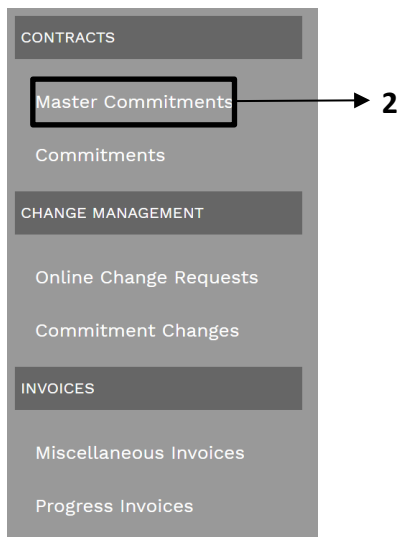 CONTRACTS
Master Commitments 2
Commitments
CHANGE MANAGEMENT
Online Change Requests
Commitment Changes
INVOICES
Miscellaneous Invoices
Progress Invoices